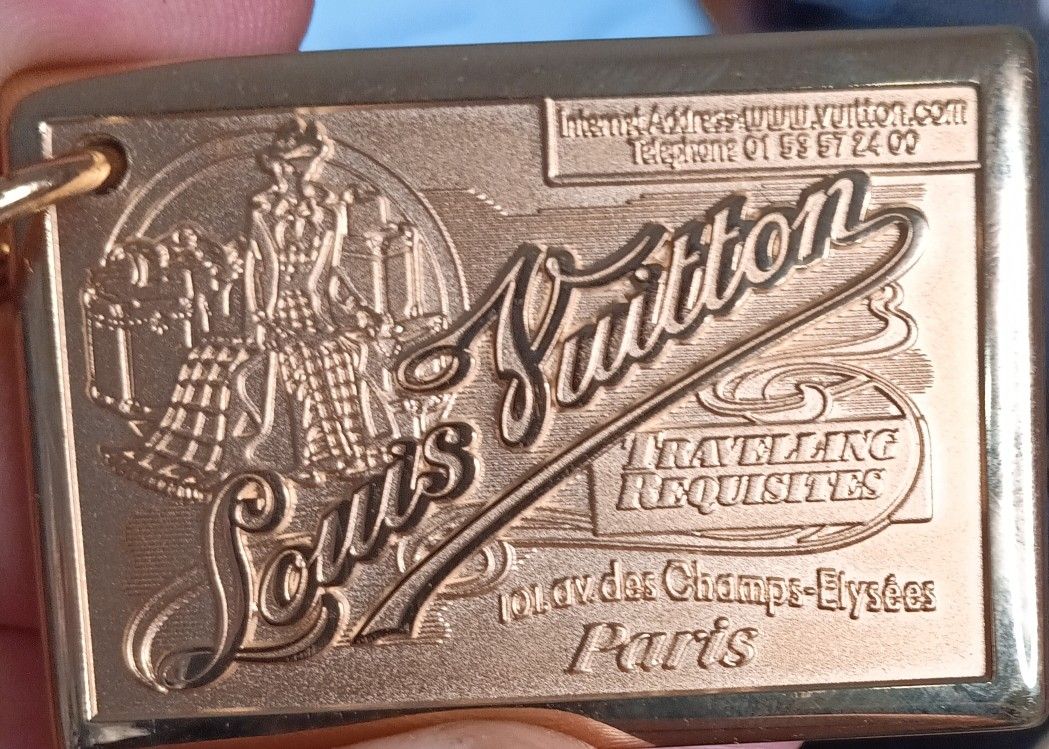 Internet Address-www.vuitton.com
Telephone 01 53 57 24 00
Louis Vuitton
TRAVELLING
REQUISITES
101.av.des Champs-Elysées
Paris